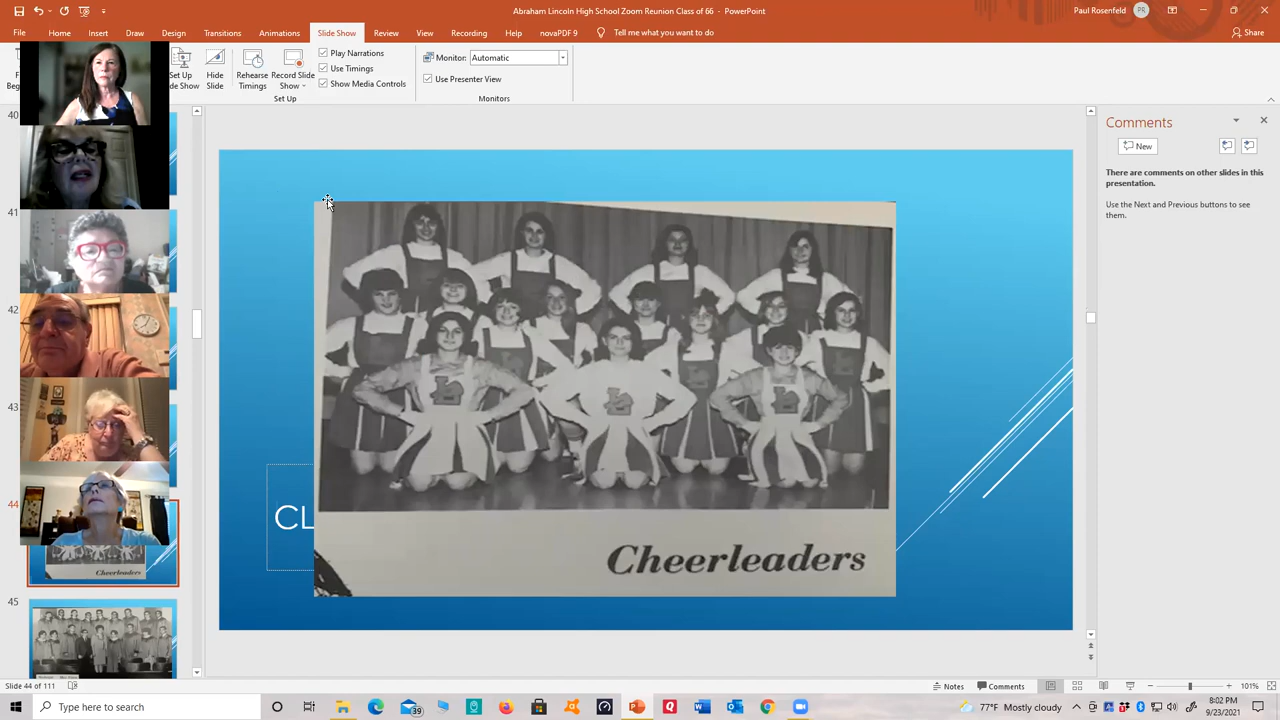 Abraham Lincoln High School Zoom Reunion Class of 66 - PowerPoint
Paul Rosenfeld
PR
File
Home
Insert
Draw
Design
Transitions
Animations
Slide Show
Review
View
Recording
Help
novaPDF 9
Tell me what you want to do
Share
Set Up
Hide
Slide
Rehearse
Timings
Record Slide
Show
Play Narrations
Use Timings
Show Media Controls
Set Up
Monitor:
Automatic
Use Presenter View
Monitors
40
41
42
43
44
45
CL
Cheerleaders
Cheerleaders
Comments
New
There are comments on other slides in this
presentation.
Use the Next and Previous buttons to see
them.
Slide 44 of 111
Notes
Comments
101%
Type here to search
39
77°F Mostly cloudy
8:02 PM
9/23/2021